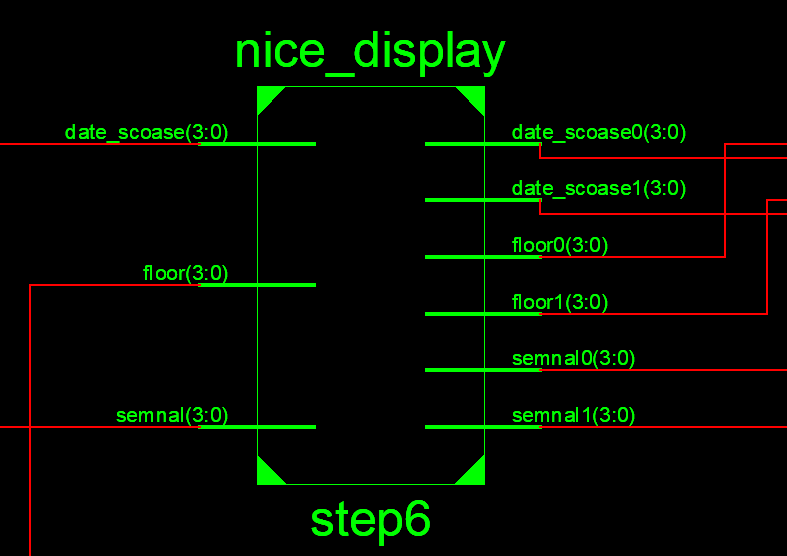 nice_display
date_scoase(3:0)
date_scoase0(3:0)
date_scoase1(3:0)
floor(3:0)
floor0(3:0)
floor1(3:0)
semnal0(3:0)
semnal(3:0)
semnal1(3:0)
step6